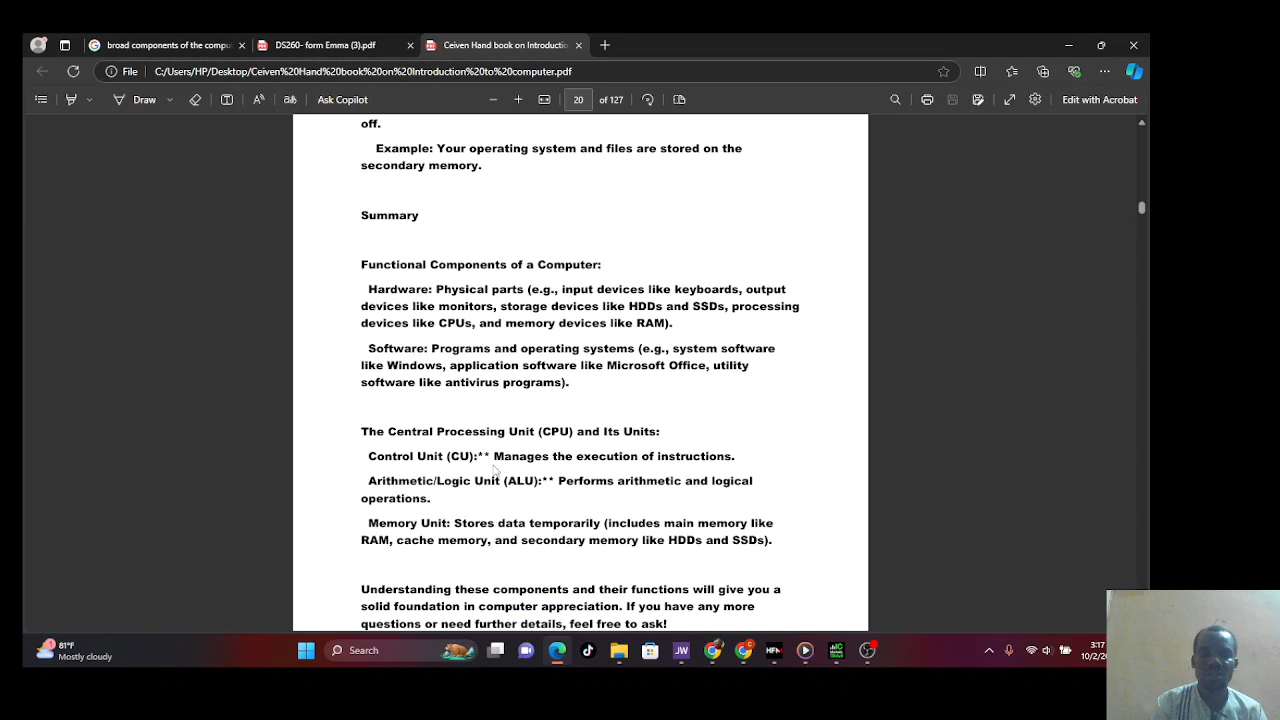 broad components of the compu
DS260- form Emma (3).pdf
Ceiven Hand book on Introductio
File
C:/Users/HP/Desktop/Ceiven%20Hand%20book%20on%20Introduction%20to%20computer.pdf
Draw
Ask Copilot
20
of 127
Edit with Acrobat
off.
Example: Your operating system and files are stored on the
secondary memory.
Summary
Functional Components of a Computer:
Hardware: Physical parts (e.g., input devices like keyboards, output
devices like monitors, storage devices like HDDs and SSDs, processing
devices like CPUs, and memory devices like RAM).
Software: Programs and operating systems (e.g., system software
like Windows, application software like Microsoft Office, utility
software like antivirus programs).
The Central Processing Unit (CPU) and Its Units:
Control Unit (CU):** Manages the execution of instructions.
Arithmetic/Logic Unit (ALU):** Performs arithmetic and logical
operations.
Memory Unit: Stores data temporarily (includes main memory like
RAM, cache memory, and secondary memory like HDDs and SSDs).
Understanding these components and their functions will give you a
solid foundation in computer appreciation. If you have any more
questions or need further details, feel free to ask!
81°F
Mostly cloudy
Search
JW
HFM
3:17
10/2/20